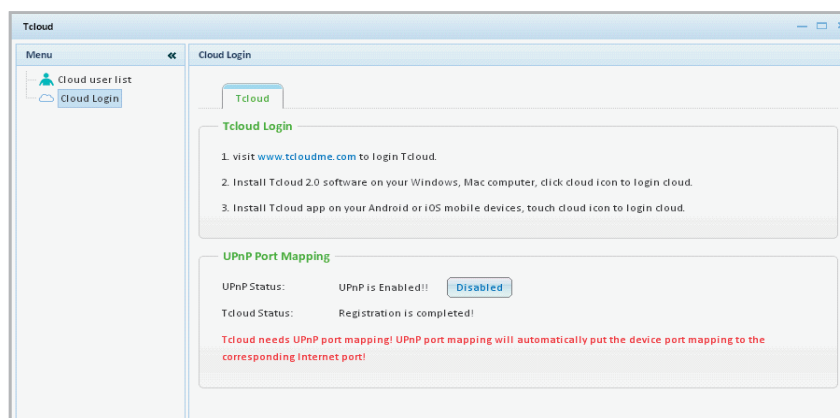 Tcloud
Menu
Cloud Login
Cloud user list
Cloud Login
Tcloud
Tcloud Login
1. visit www.tcloudme.com to login Tcloud.
2. Install Tcloud 2.0 software on your Windows, Mac computer, click cloud icon to login cloud.
3. Install Tcloud app on your Android or iOS mobile devices, touch cloud icon to login cloud.
UPnP Port Mapping
UPnP Status: UPnP is Enabled!! Disabled
Tcloud Status: Registration is completed!
Tcloud needs UPnP port mapping! UPnP port mapping will automatically put the device port mapping to the
corresponding Internet port!